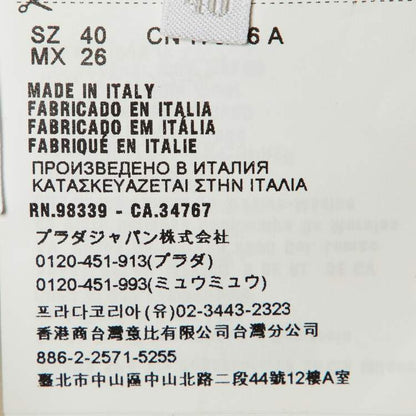 40
SZ 40 CN 6 A
MX 26
MADE IN ITALY
FABRICADO EN ITALIA
FABRICADO EM ITÁLIA
FABRIQUÉ EN ITALIE
ПРОИЗВЕДЕНО В ИТАЛИЯ
ΚΑΤΑΣΚΕΥΑΖΕΤΑΙ ΣΤΗΝ ΙΤΑΛΙΑ
RN.98339 - CA.34767
プラダジャパン株式会社
0120-451-913(プラダ)
0120-451-993(ミュウミュウ)
프라다코리아(유)02-3443-2323
香港商台灣意比有限公司台灣分公司
886-2-2571-5255
臺北市中山區中山北路二段44號12樓A室